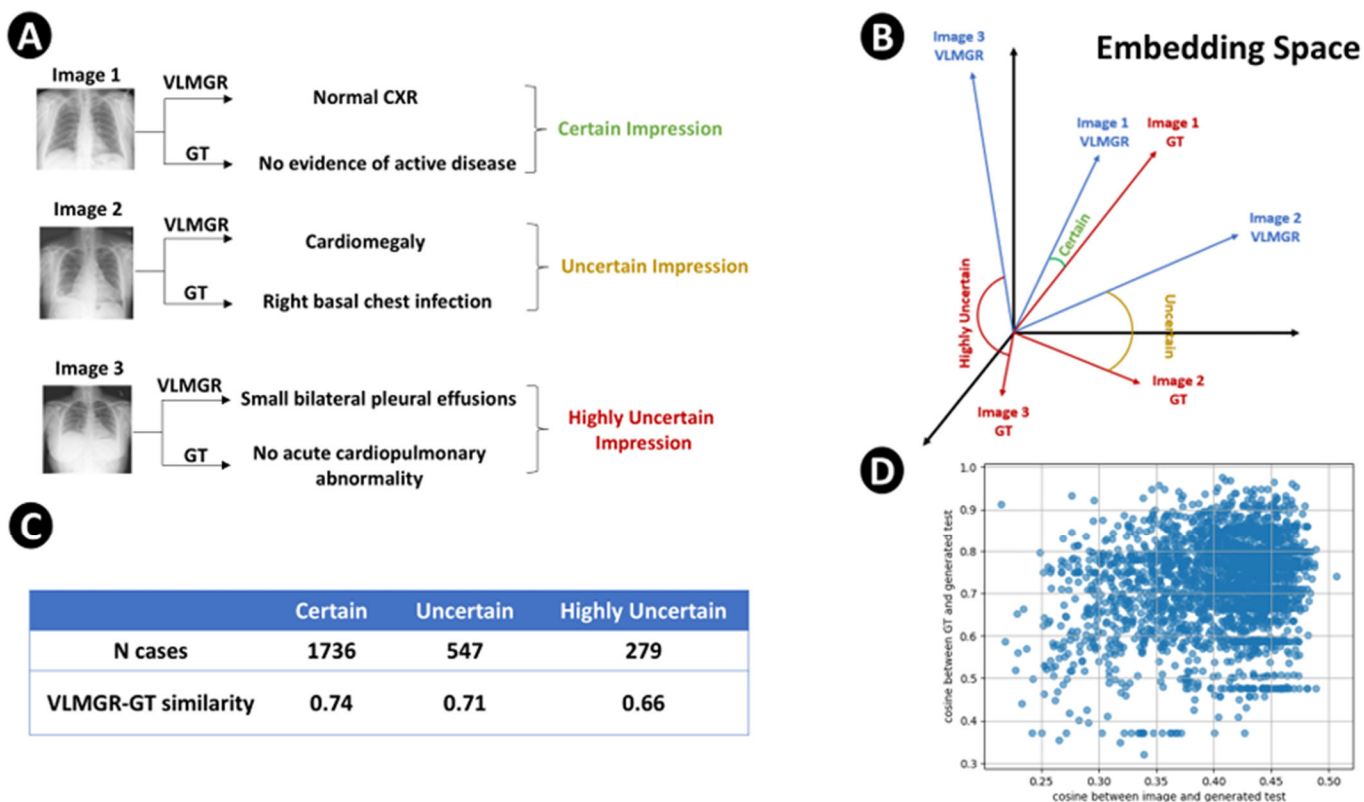 A
Image 1
VLMGR
Normal CXR
GT
No evidence of active disease
Certain Impression
Image 2
VLMGR
Cardiomegaly
GT
Right basal chest infection
Uncertain Impression
Image 3
VLMGR
Small bilateral pleural effusions
GT
No acute cardiopulmonary
abnormality
Highly Uncertain
Impression
B
Embedding Space
Image 3
VLMGR
Image 1
VLMGR
Image 1
GT
Image 2
VLMGR
Certain
Highly Uncertain
Uncertain
Image 2
GT
Image 3
GT
C
Certain Uncertain Highly Uncertain
N cases 1736 547 279
VLMGR-GT similarity 0.74 0.71 0.66
D
cosine between GT and generated test
1.0
0.9
0.8
0.7
0.6
0.5
0.4
0.3
0.25 0.30 0.35 0.40 0.45 0.50
cosine between image and generated test